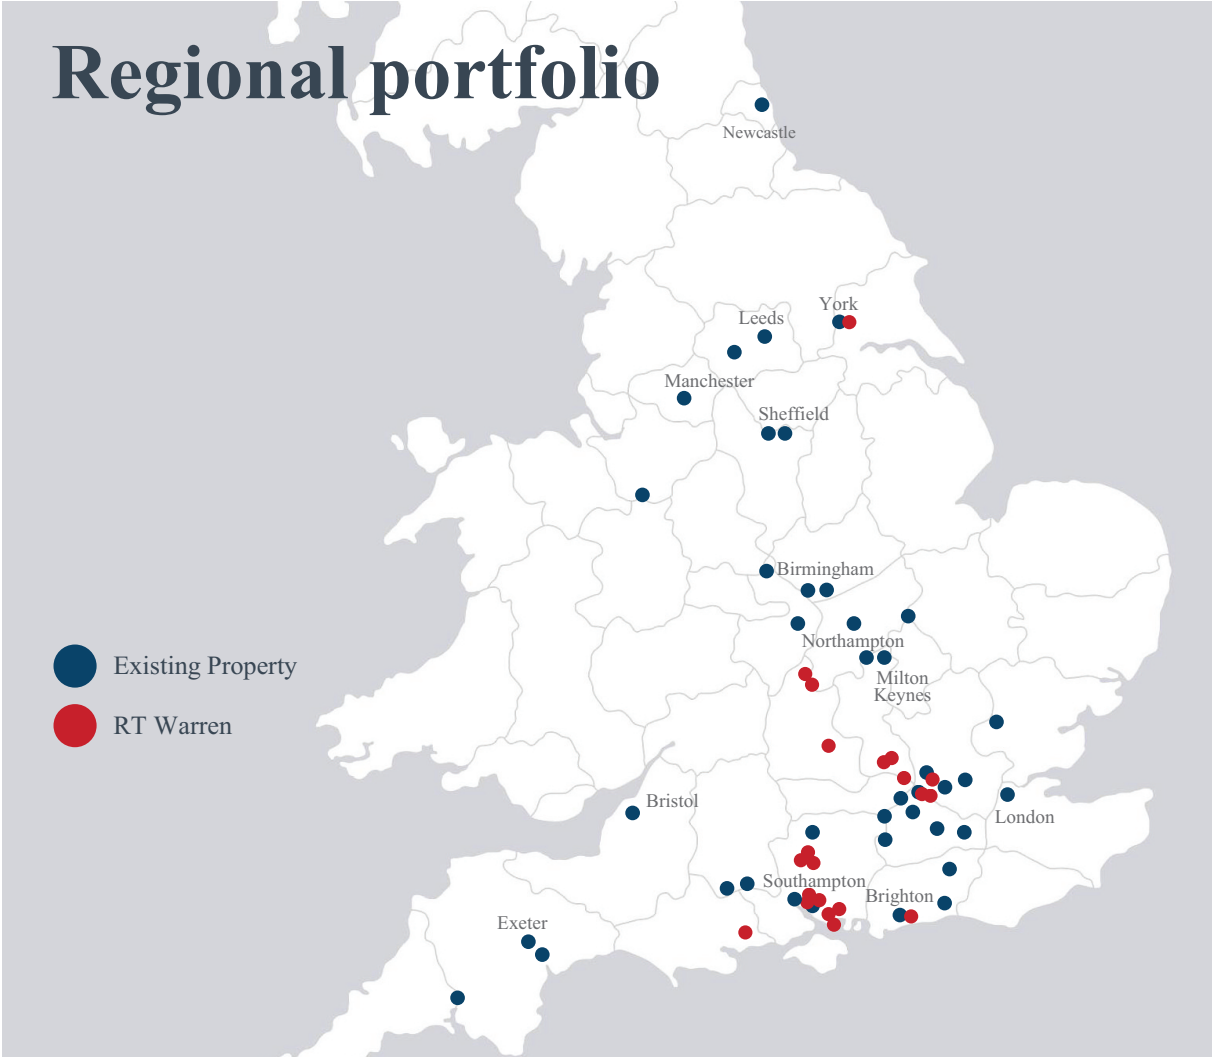 Regional portfolio
Newcastle
York
Leeds
Manchester
Sheffield
Birmingham
Northampton
Milton
Keynes
Existing Property
RT Warren
Bristol
London
Southampton
Brighton
Exeter